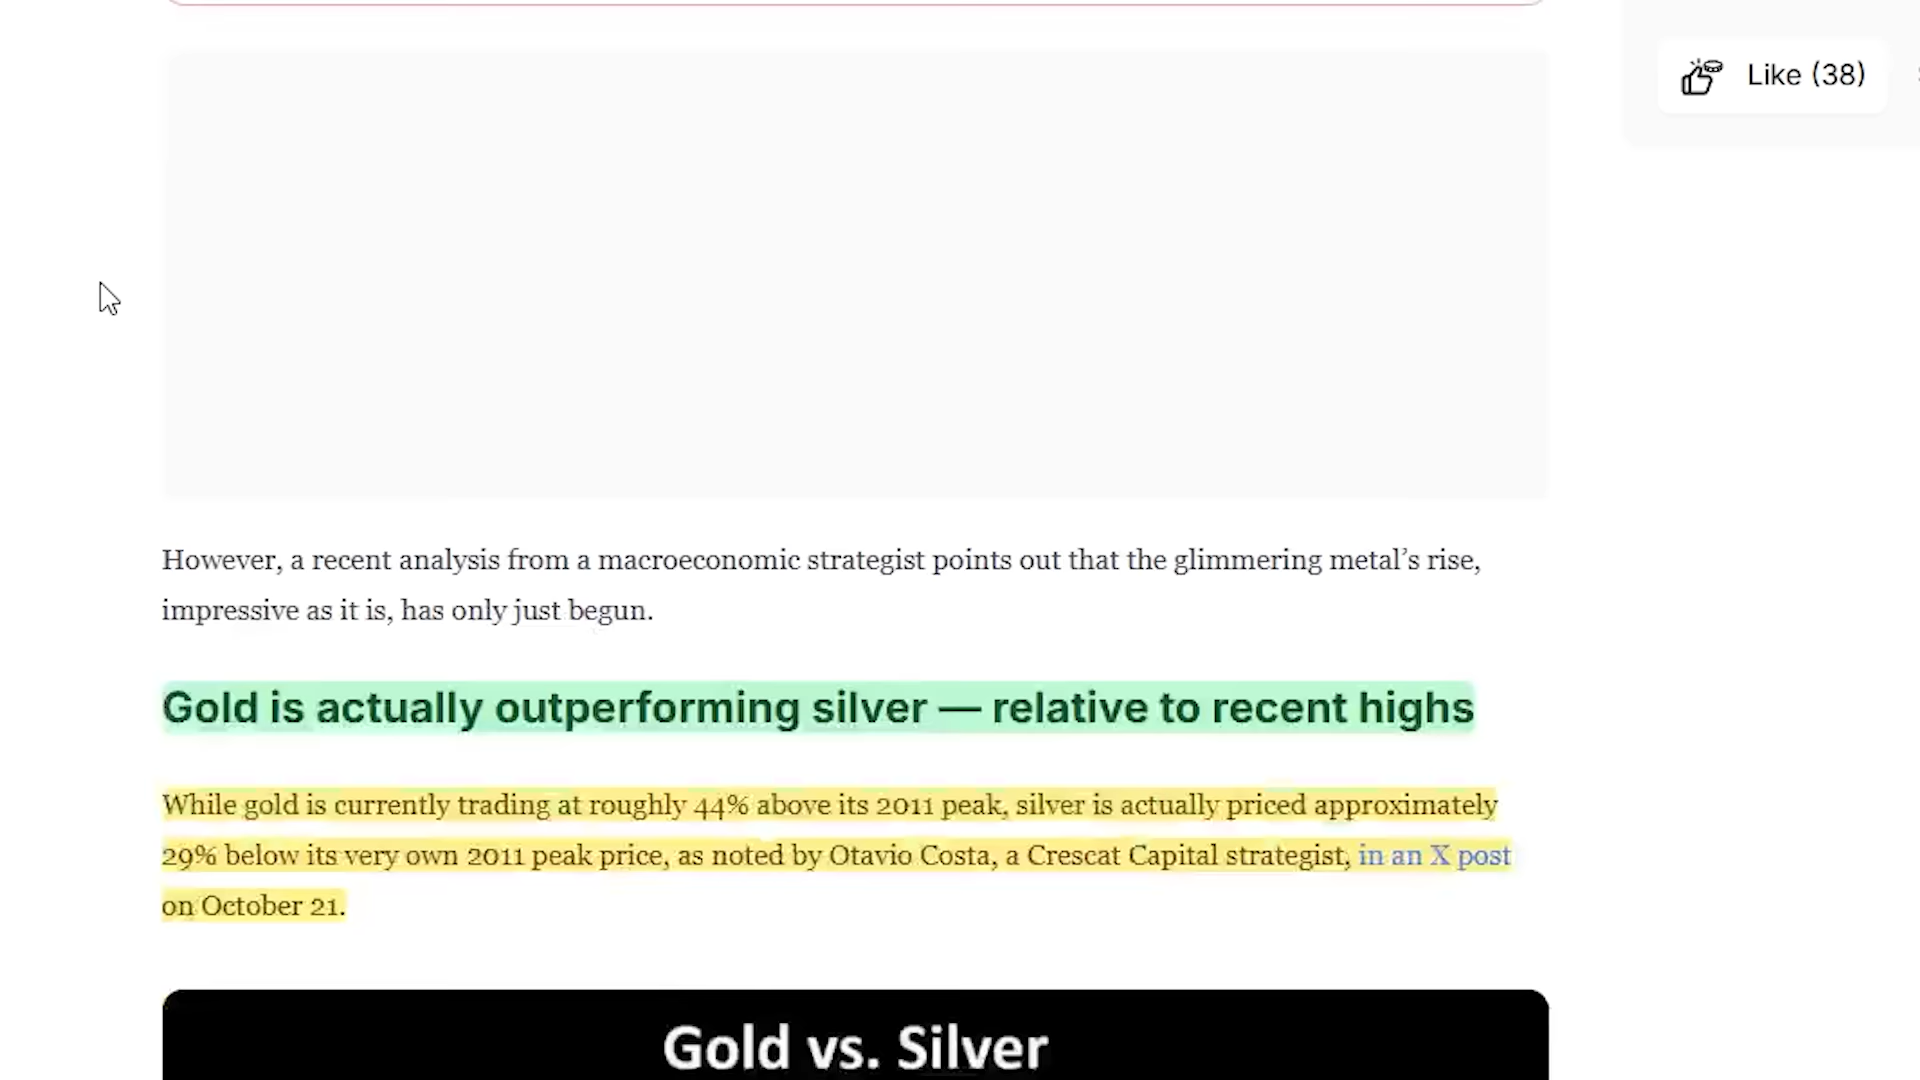 Like (38)
However, a recent analysis from a macroeconomic strategist points out that the glimmering metal’s rise,
impressive as it is, has only just begun.
Gold is actually outperforming silver — relative to recent highs
While gold is currently trading at roughly 44% above its 2011 peak, silver is actually priced approximately
29% below its very own 2011 peak price, as noted by Otavio Costa, a Crescat Capital strategist, in an X post
on October 21.
Gold vs. Silver